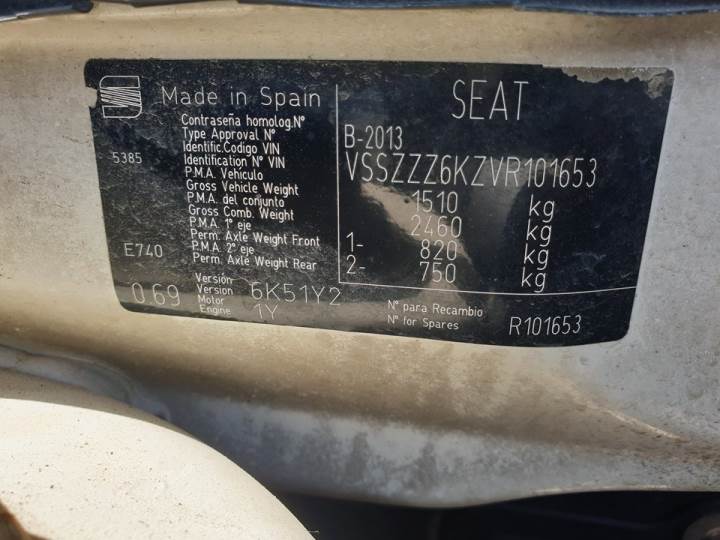 Made in Spain
SEAT
Contraseña homolog.Nº
Type Approval Nº
B-2013
Identific.Codigo VIN
Identification Nº VIN
VSSZZZ6KZVR101653
5385
P.M.A. Vehiculo
Gross Vehicle Weight
1510 kg
P.M.A. del conjunto
Gross Comb. Weight
2460 kg
P.M.A. 1º eje
Perm. Axle Weight Front
1- 820 kg
E740
P.M.A. 2º eje
Perm. Axle Weight Rear
2- 750 kg
0.69
Versión
Version
6K51Y2
Motor
Engine
1Y
Nº para Recambio
Nº for Spares
R101653